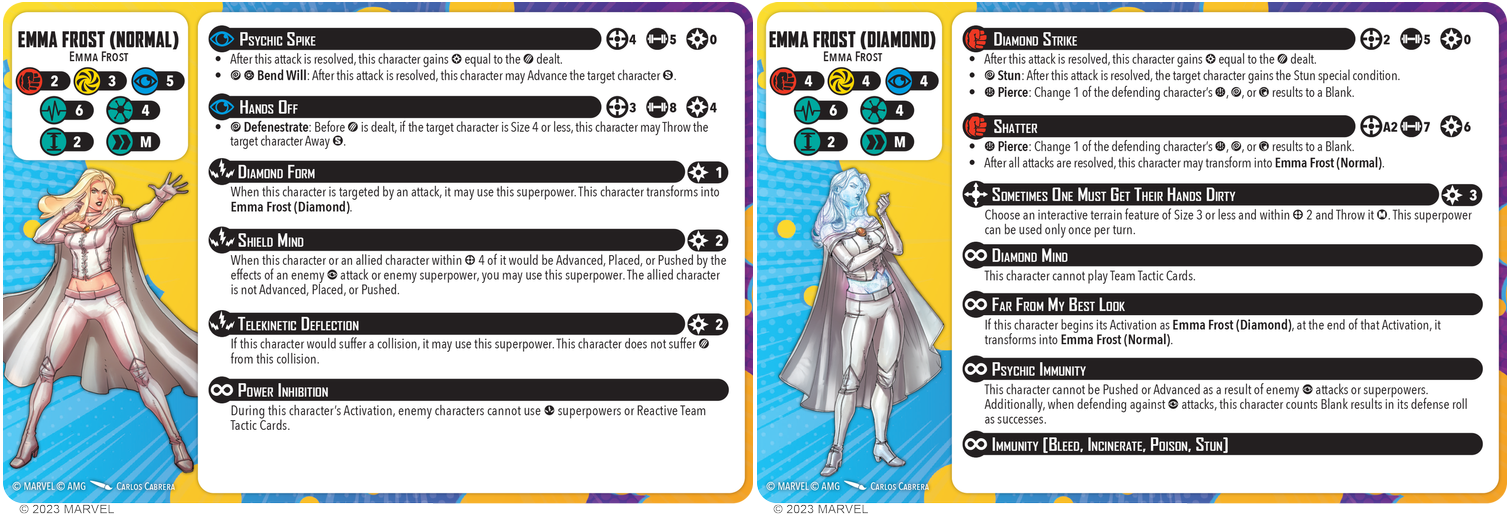 EMMA FROST (NORMAL)
EMMA FROST
2 3 5
6 4
2 M
PSYCHIC SPIKE 4 5 0
• After this attack is resolved, this character gains equal to the dealt.
• Bend Will: After this attack is resolved, this character may Advance the target character S.
HANDS OFF 3 8 4
• Defenestrate: Before is dealt, if the target character is Size 4 or less, this character may Throw the
target character Away S.
DIAMOND FORM 1
When this character is targeted by an attack, it may use this superpower. This character transforms into
Emma Frost (Diamond).
SHIELD MIND 2
When this character or an allied character within 4 of it would be Advanced, Placed, or Pushed by the
effects of an enemy attack or enemy superpower, you may use this superpower. The allied character
is not Advanced, Placed, or Pushed.
TELEKINETIC DEFLECTION 2
If this character would suffer a collision, it may use this superpower. This character does not suffer
from this collision.
POWER INHIBITION
During this character's Activation, enemy characters cannot use superpowers or Reactive Team
Tactic Cards.
© MARVEL © AMG CARLOS CABRERA
© 2023 MARVEL
EMMA FROST (DIAMOND)
EMMA FROST
4 4 4
6 4
2 M
DIAMOND STRIKE 2 5 0
• After this attack is resolved, this character gains equal to the dealt.
• Stun: After this attack is resolved, the target character gains the Stun special condition.
• Pierce: Change 1 of the defending character's , , or results to a Blank.
SHATTER A2 7 6
• Pierce: Change 1 of the defending character's , , or results to a Blank.
• After all attacks are resolved, this character may transform into Emma Frost (Normal).
SOMETIMES ONE MUST GET THEIR HANDS DIRTY 3
Choose an interactive terrain feature of Size 3 or less and within 2 and Throw it M. This superpower
can be used only once per turn.
DIAMOND MIND
This character cannot play Team Tactic Cards.
FAR FROM MY BEST LOOK
If this character begins its Activation as Emma Frost (Diamond), at the end of that Activation, it
transforms into Emma Frost (Normal).
PSYCHIC IMMUNITY
This character cannot be Pushed or Advanced as a result of enemy attacks or superpowers.
Additionally, when defending against attacks, this character counts Blank results in its defense roll
as successes.
IMMUNITY [BLEED, INCINERATE, POISON, STUN]
© MARVEL © AMG CARLOS CABRERA
© 2023 MARVEL